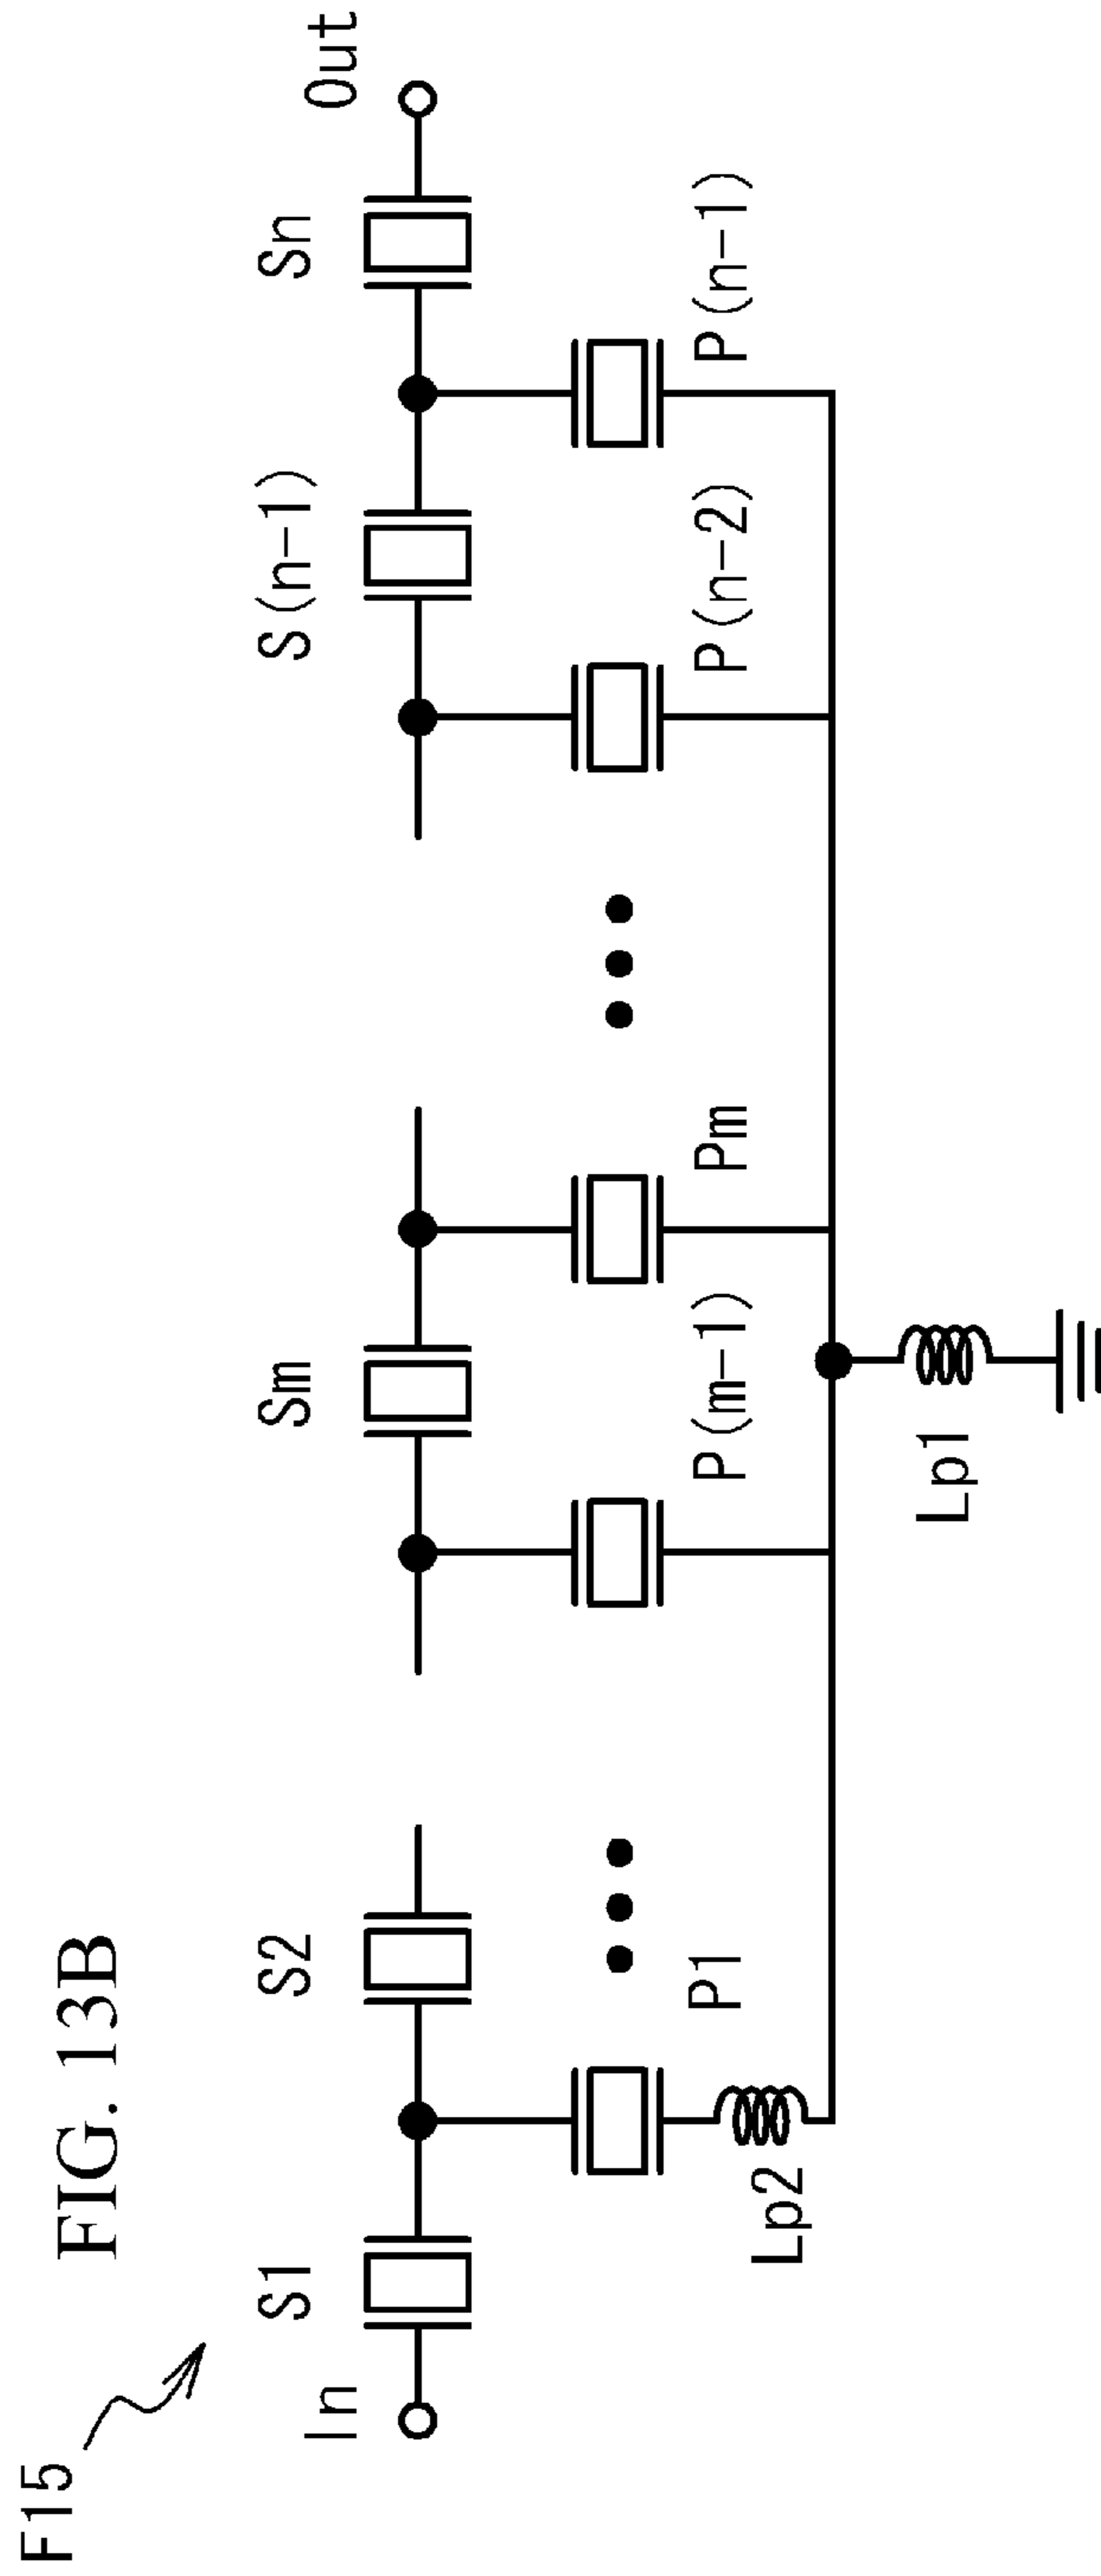 F15
FIG. 13B
In
S1
S2
Sm
S(n-1)
Sn
Out
P1
P(m-1)
Pm
P(n-2)
P(n-1)
Lp2
Lp1